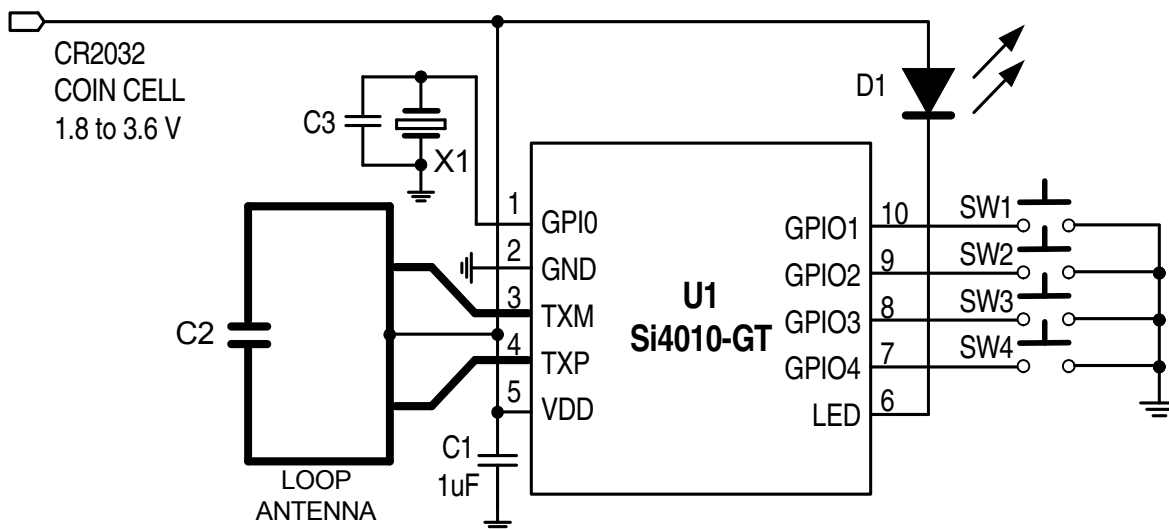 CR2032
COIN CELL
1.8 to 3.6 V
D1
C3
X1
1
GPI0
2
GND
3
TXM
4
TXP
5
VDD
U1
Si4010-GT
GPIO1
10
SW1
GPIO2
9
SW2
GPIO3
8
SW3
GPIO4
7
SW4
LED
6
C2
C1
1uF
LOOP
ANTENNA